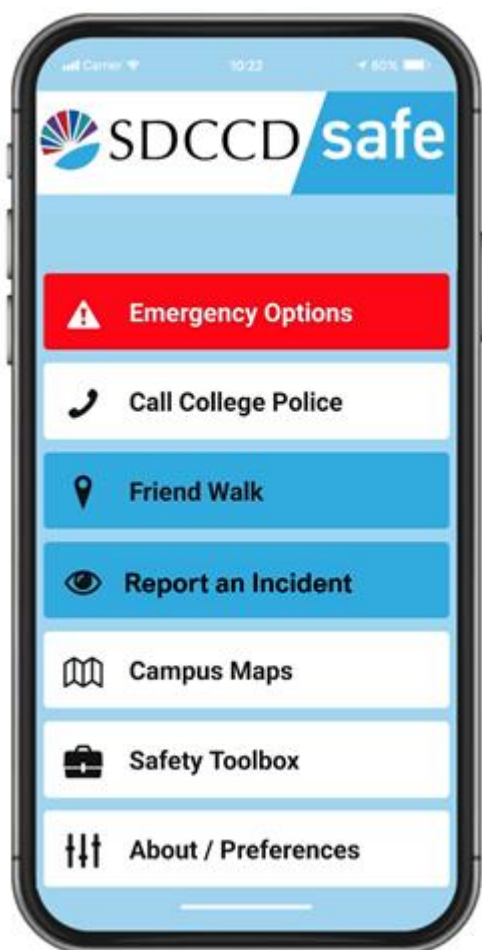 Carrier 10:22 80%
SDCCD safe
Emergency Options
Call College Police
Friend Walk
Report an Incident
Campus Maps
Safety Toolbox
About / Preferences